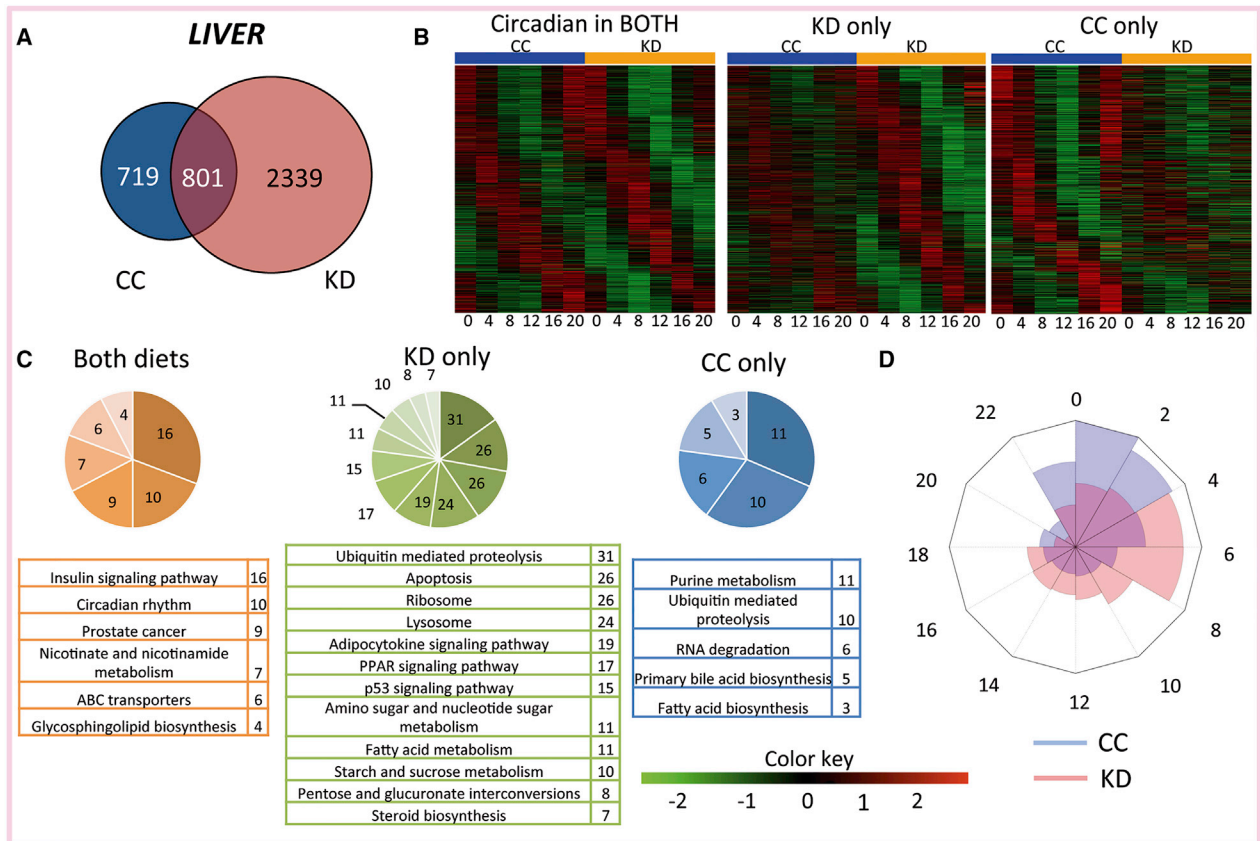 A
LIVER
719
801
2339
CC
KD
B
Circadian in BOTH
KD only
CC only
CC
KD
CC
KD
CC
KD
0 4 8 12 16 20 0 4 8 12 16 20
0 4 8 12 16 20 0 4 8 12 16 20
0 4 8 12 16 20 0 4 8 12 16 20
C
Both diets
16
10
9
7
6
4
KD only
31
26
26
24
19
17
15
11
11
10
8
7
CC only
11
10
6
5
3
Insulin signaling pathway 16
Circadian rhythm 10
Prostate cancer 9
Nicotinate and nicotinamide
metabolism 7
ABC transporters 6
Glycosphingolipid biosynthesis 4
Ubiquitin mediated proteolysis 31
Apoptosis 26
Ribosome 26
Lysosome 24
Adipocytokine signaling pathway 19
PPAR signaling pathway 17
p53 signaling pathway 15
Amino sugar and nucleotide sugar
metabolism 11
Fatty acid metabolism 11
Starch and sucrose metabolism 10
Pentose and glucuronate interconversions 8
Steroid biosynthesis 7
Purine metabolism 11
Ubiquitin mediated
proteolysis 10
RNA degradation 6
Primary bile acid biosynthesis 5
Fatty acid biosynthesis 3
Color key
-2 -1 0 1 2
D
0
2
4
6
8
10
12
14
16
18
20
22
CC
KD